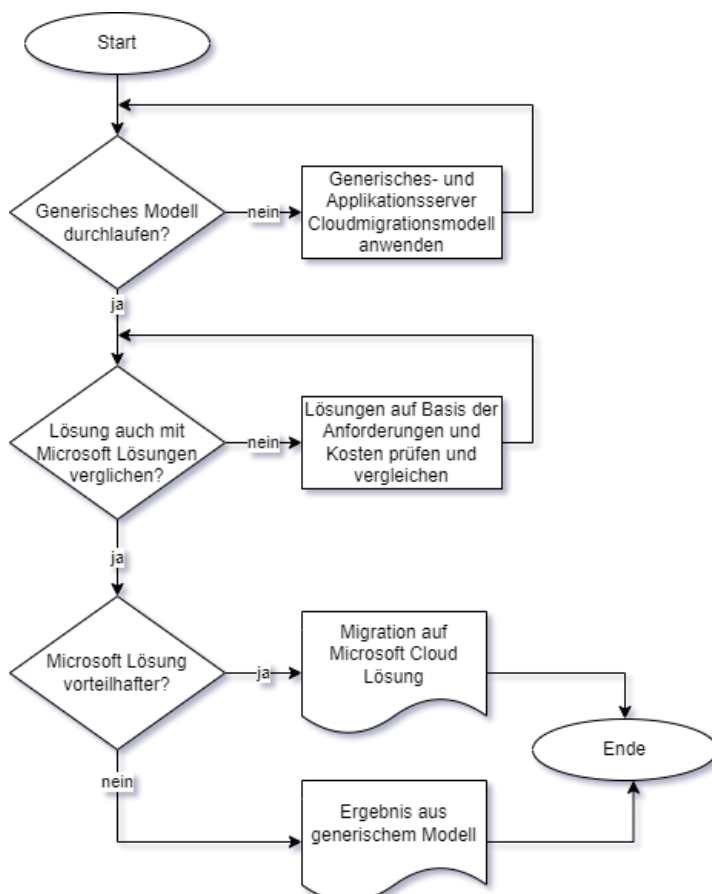 Start
Generisches Modell
durchlaufen?
nein
Generisches- und
Applikationsserver
Cloudmigrationsmodell
anwenden
ja
Lösung auch mit
Microsoft Lösungen
verglichen?
nein
Lösungen auf Basis der
Anforderungen und
Kosten prüfen und
vergleichen
ja
Microsoft Lösung
vorteilhafter?
ja
Migration auf
Microsoft Cloud
Lösung
Ende
nein
Ergebnis aus
generischem Modell